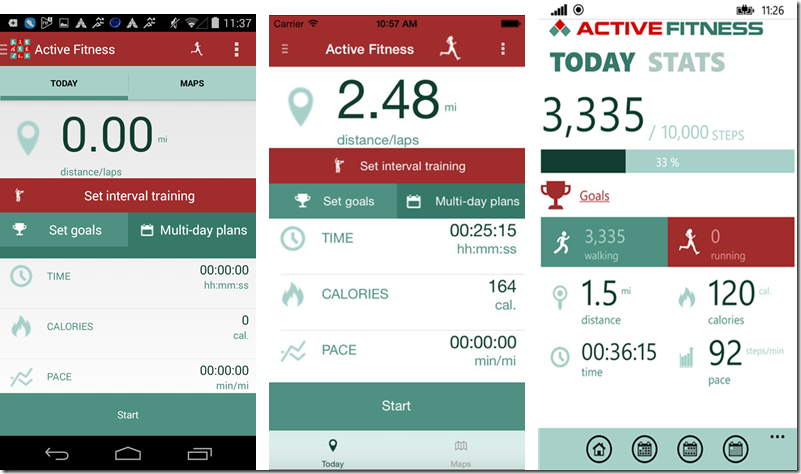 11:37
Active Fitness
TODAY MAPS
0.00 mi
distance/laps
Set interval training
Set goals Multi-day plans
TIME 00:00:00
hh:mm:ss
CALORIES 0
cal.
PACE 00:00:00
min/mi
Start
Carrier 10:57 AM
Active Fitness
2.48 mi
distance/laps
Set interval training
Set goals Multi-day plans
TIME 00:25:15
hh:mm:ss
CALORIES 164
cal.
PACE 00:00:00
min/mi
Start
Today Maps
11:26
ACTIVE FITNESS
TODAY STATS
3,335 / 10,000 STEPS
33 %
Goals
3,335 0
walking running
1.5 mi 120 cal.
distance calories
00:36:15 92 steps/min
time pace